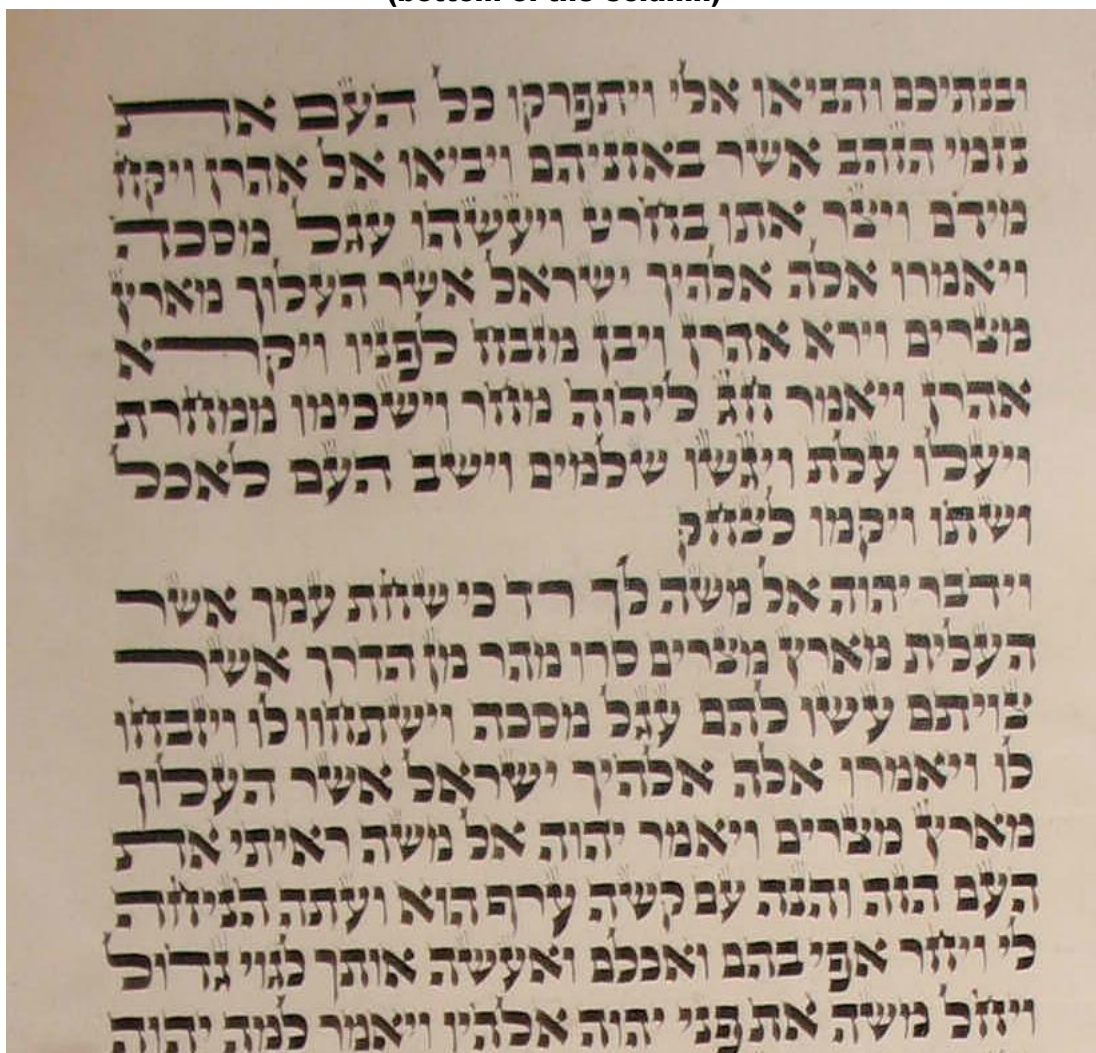 (bottom of the column)
ובנתיכם והביאו אלי ויתפרקו כל העם את
נזמי הזהב אשר באזניהם ויביאו אל אהרן ויקח
מידם ויצר אתו בחרט ויעשהו עגל מסכה
ויאמרו אלה אלהיך ישראל אשר העלוך מארץ
מצרים וירא אהרן ויבן מזבח לפניו ויקרא
אהרן ויאמר חג ליהוה מחר וישכימו ממחרת
ויעלו עלת ויגשו שלמים וישב העם לאכל
ושתו ויקמו לצחק
וידבר יהוה אל משה לך רד כי שחת עמך אשר
העלית מארץ מצרים סרו מהר מן הדרך אשר
צויתם עשו להם עגל מסכה וישתחוו לו ויזבחו
לו ויאמרו אלה אלהיך ישראל אשר העלוך
מארץ מצרים ויאמר יהוה אל משה ראיתי את
העם הזה והנה עם קשה ערף הוא ועתה הניחה
לי ויחר אפי בהם ואכלם ואעשה אותך לגוי גדול
ויחל משה את פני יהוה אלהיו ויאמר למה יהוה